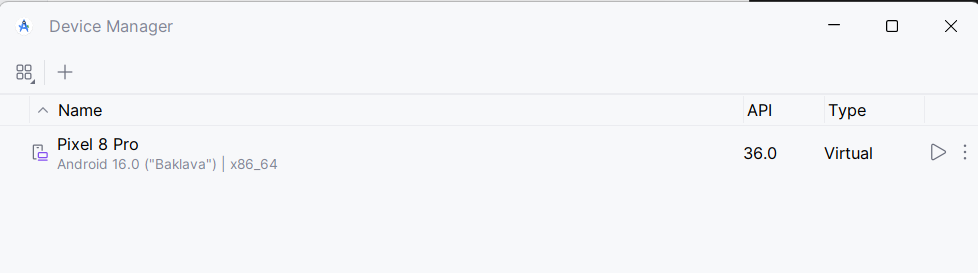 Device Manager
Name API Type
Pixel 8 Pro
Android 16.0 ("Baklava") | x86_64
36.0 Virtual